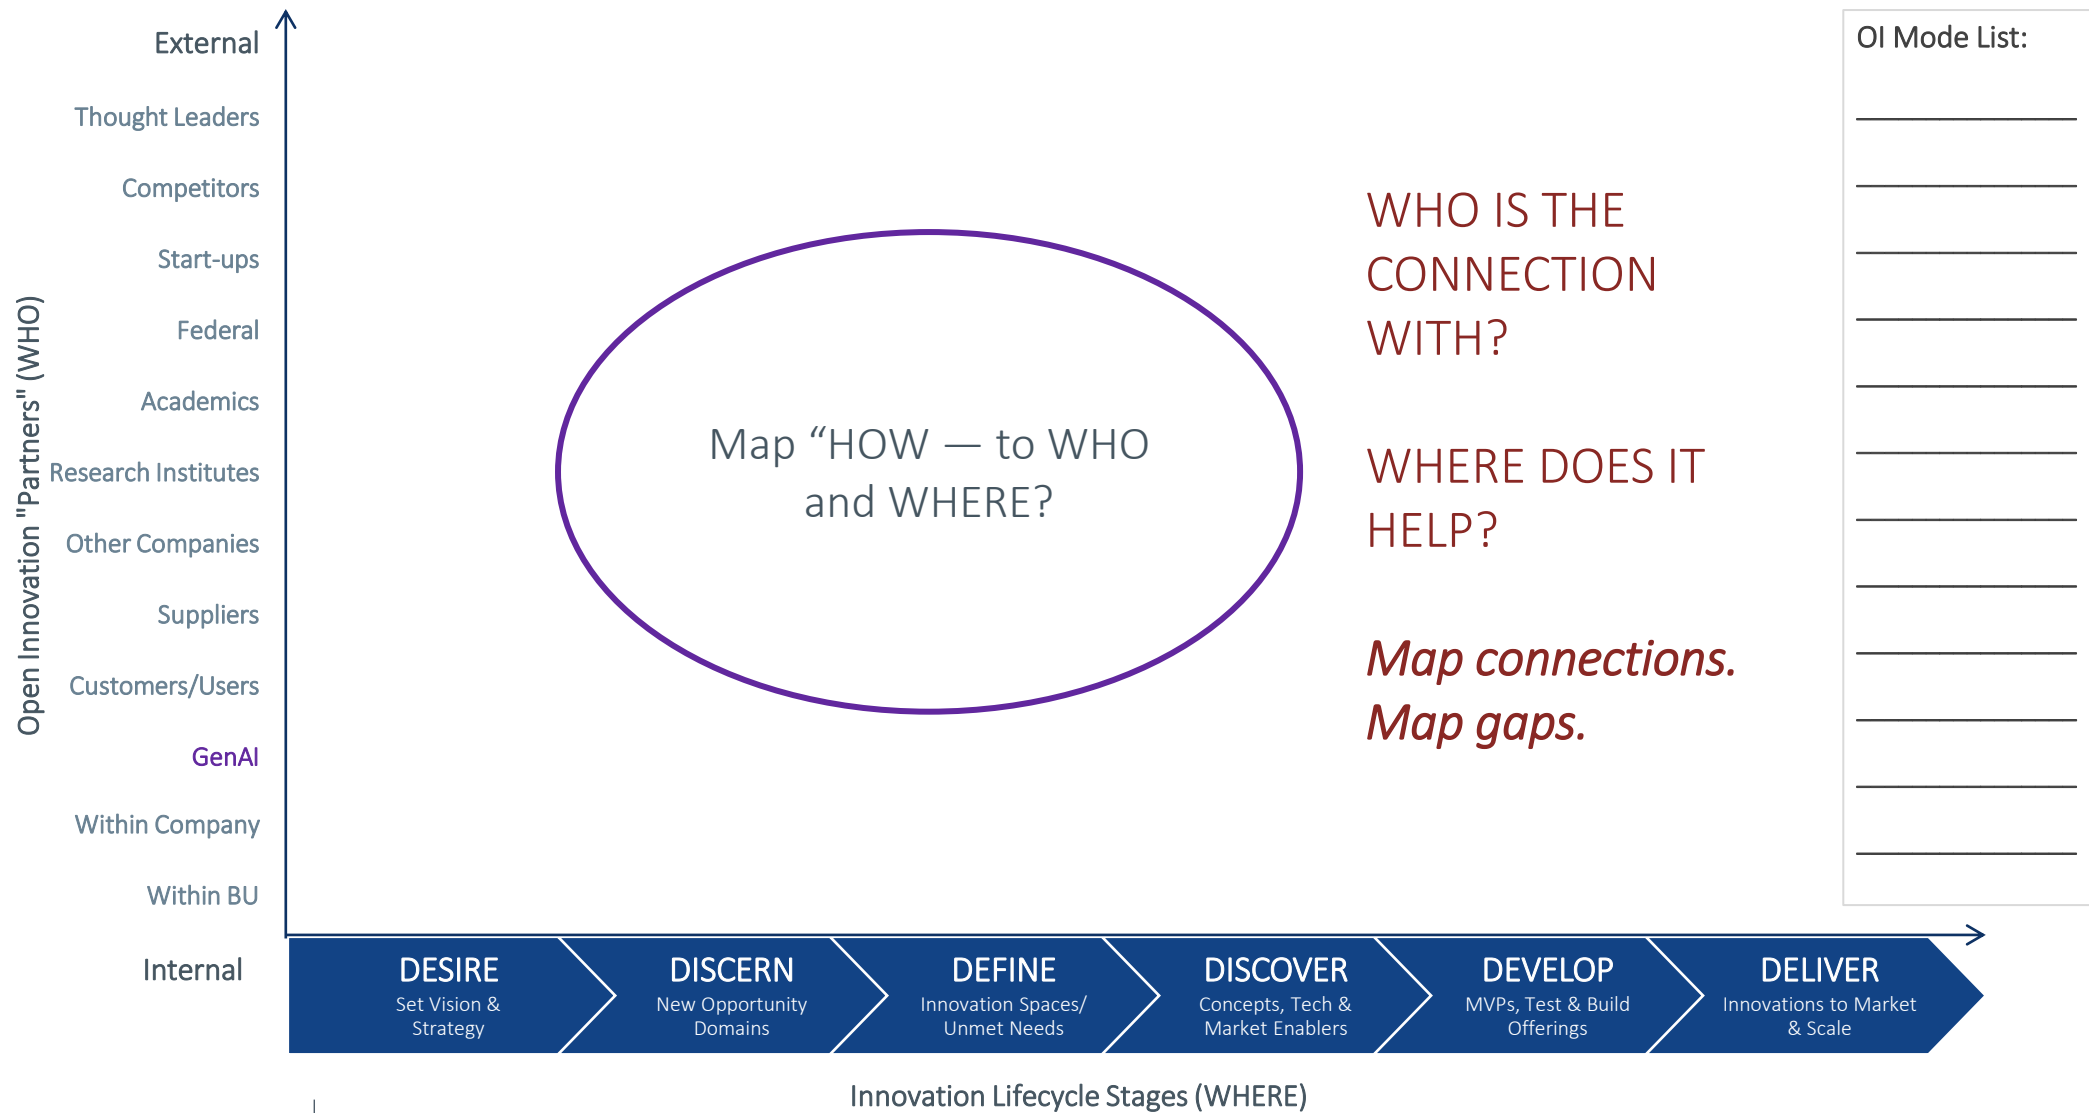 External
Thought Leaders
Competitors
Start-ups
Federal
Academics
Research Institutes
Other Companies
Suppliers
Customers/Users
GenAI
Within Company
Within BU
Internal
Open Innovation "Partners" (WHO)
Map “HOW — to WHO
and WHERE?
WHO IS THE
CONNECTION
WITH?
WHERE DOES IT
HELP?
Map connections.
Map gaps.
OI Mode List:
DESIRE
Set Vision &
Strategy
DISCERN
New Opportunity
Domains
DEFINE
Innovation Spaces/
Unmet Needs
DISCOVER
Concepts, Tech &
Market Enablers
DEVELOP
MVPs, Test & Build
Offerings
DELIVER
Innovations to Market
& Scale
Innovation Lifecycle Stages (WHERE)